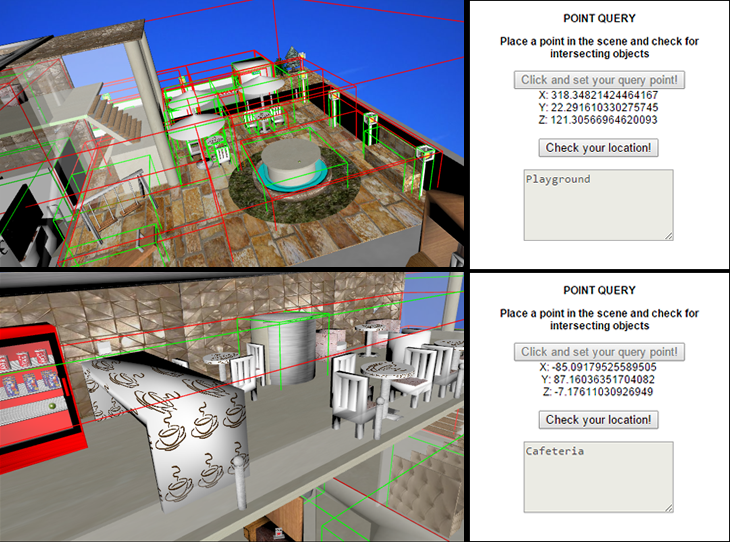 POINT QUERY
Place a point in the scene and check for
intersecting objects
Click and set your query point!
X: 318.34821424464167
Y: 22.291610330275745
Z: 121.30566964620093
Check your location!
Playground
POINT QUERY
Place a point in the scene and check for
intersecting objects
Click and set your query point!
X: -85.09179525589505
Y: 87.16036351704082
Z: -7.17611030926949
Check your location!
Cafeteria